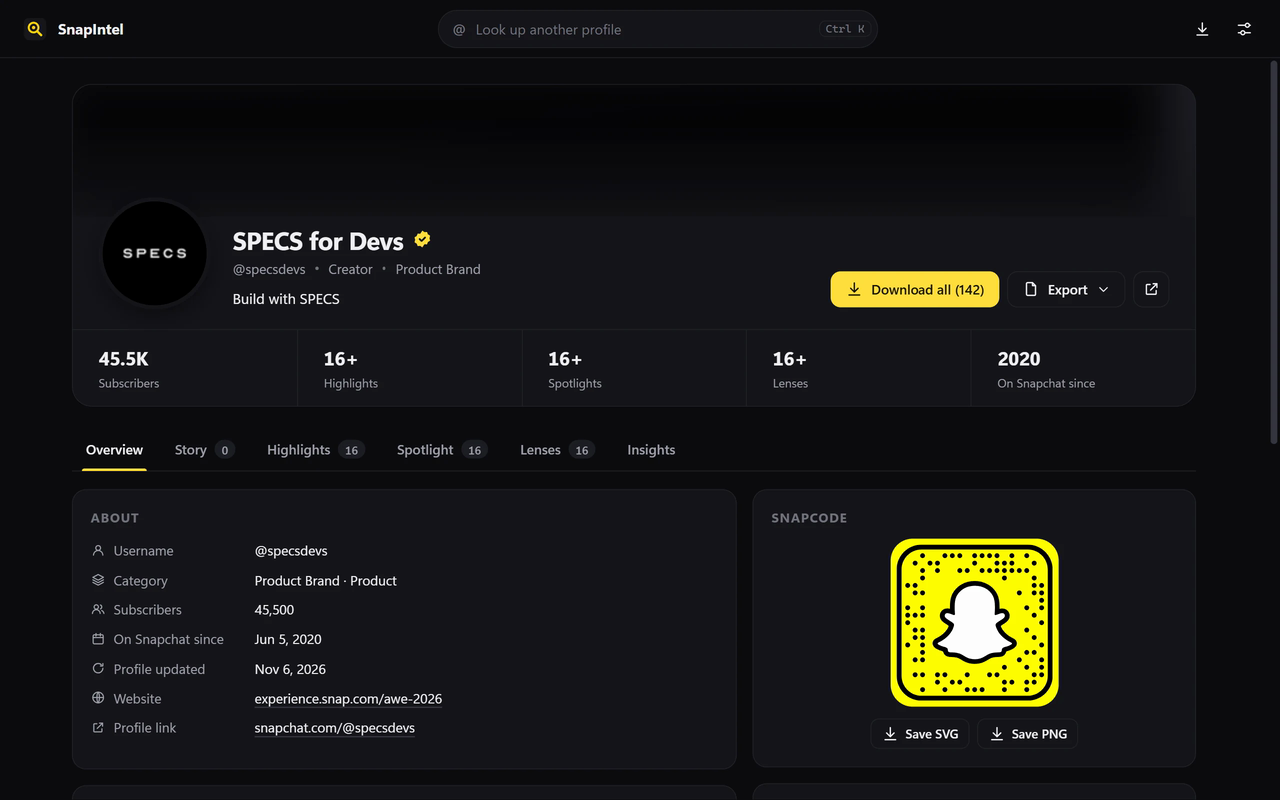 SnapIntel
@ Look up another profile
Ctrl K
SPECS
SPECS for Devs
@specsdevs • Creator • Product Brand
Build with SPECS
Download all (142)
Export
45.5K
Subscribers
16+
Highlights
16+
Spotlights
16+
Lenses
2020
On Snapchat since
Overview
Story 0
Highlights 16
Spotlight 16
Lenses 16
Insights
ABOUT
Username @specsdevs
Category Product Brand · Product
Subscribers 45,500
On Snapchat since Jun 5, 2020
Profile updated Nov 6, 2026
Website experience.snap.com/awe-2026
Profile link snapchat.com/@specsdevs
SNAPCODE
Save SVG
Save PNG